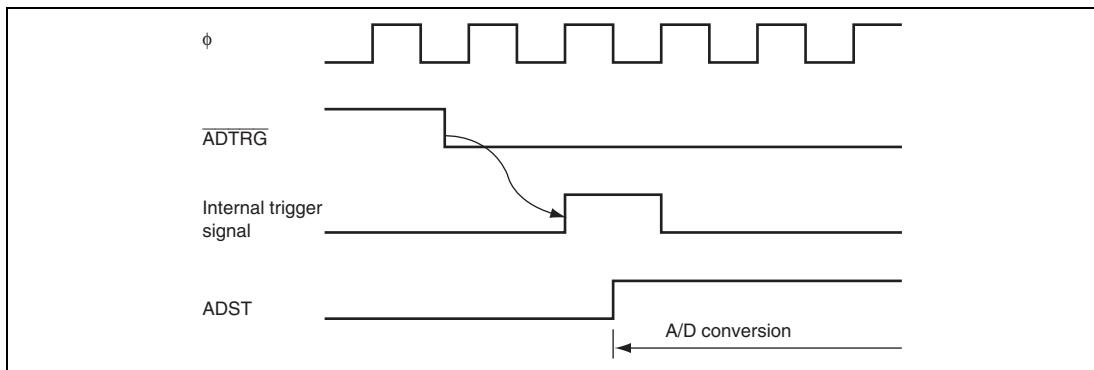 ϕ
ADTRG
Internal trigger
signal
ADST
A/D conversion